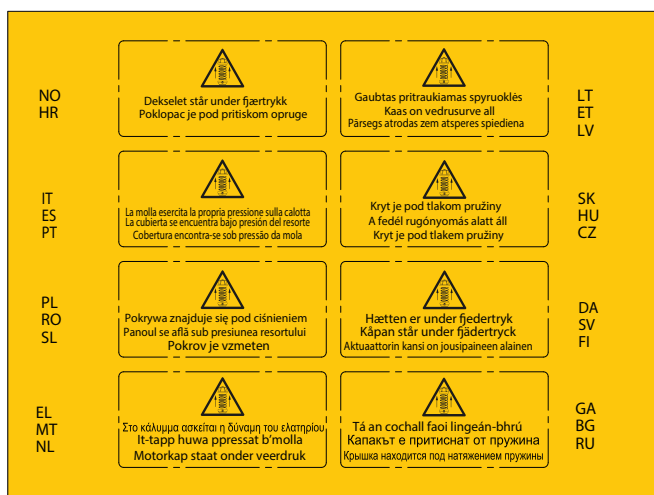 NO
HR
Dekselet står under fjærtrykk
Poklopac je pod pritiskom opruge
Gaubtas pritraukiamas spyruoklės
Kaas on vedrusurve all
Pārsegs atrodas zem atsperes spiediena
LT
ET
LV
IT
ES
PT
La molla esercita la propria pressione sulla calotta
La cubierta se encuentra bajo presión del resorte
Cobertura encontra-se sob pressão da mola
Kryt je pod tlakom pružiny
A fedél rugónyomás alatt áll
Kryt je pod tlakem pružiny
SK
HU
CZ
PL
RO
SL
Pokrywa znajduje się pod ciśnieniem
Panoul se află sub presiunea resortului
Pokrov je vzmeten
Hætten er under fjedertryk
Kåpan står under fjädertryck
Aktuaattorin kansi on jousipaineen alainen
DA
SV
FI
EL
MT
NL
Στο κάλυμμα ασκείται η δύναμη του ελατηρίου
It-tapp huwa ppressat b'molla
Motorkap staat onder veerdruk
Tá an cochall faoi lingeán-bhrú
Капакът е притиснат от пружина
Крышка находится под натяжением пружины
GA
BG
RU